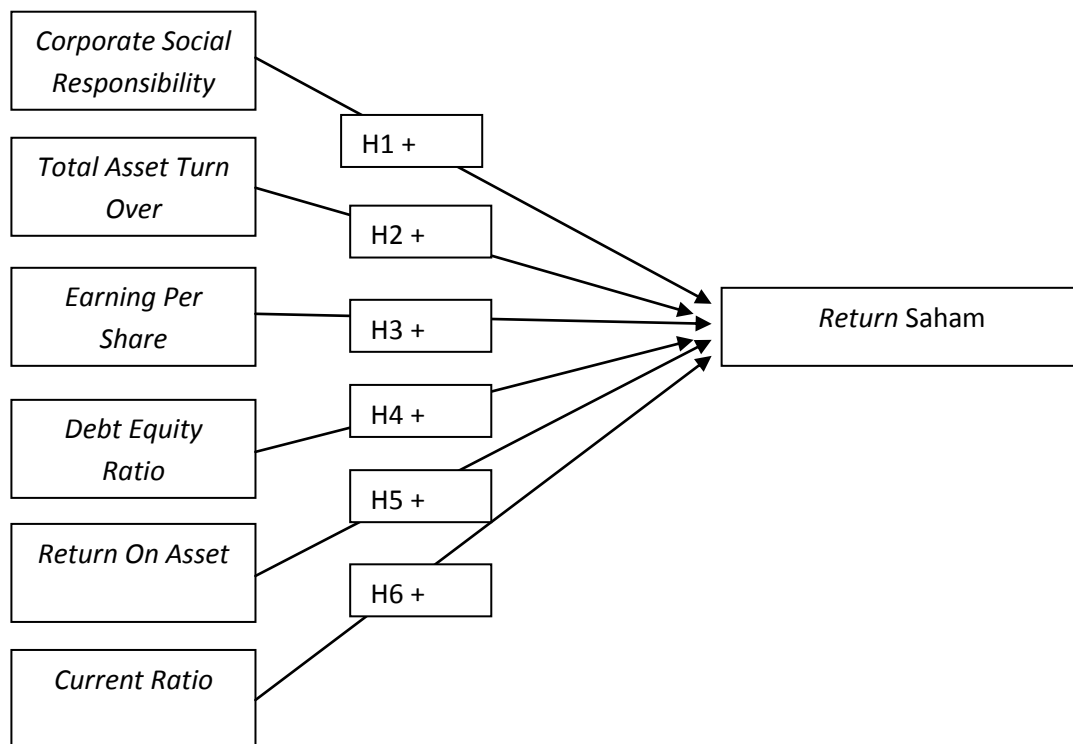 Corporate Social
Responsibility
H1 +
Total Asset Turn
Over
H2 +
Earning Per
Share
H3 +
Return Saham
Debt Equity
Ratio
H4 +
Return On Asset
H5 +
Current Ratio
H6 +